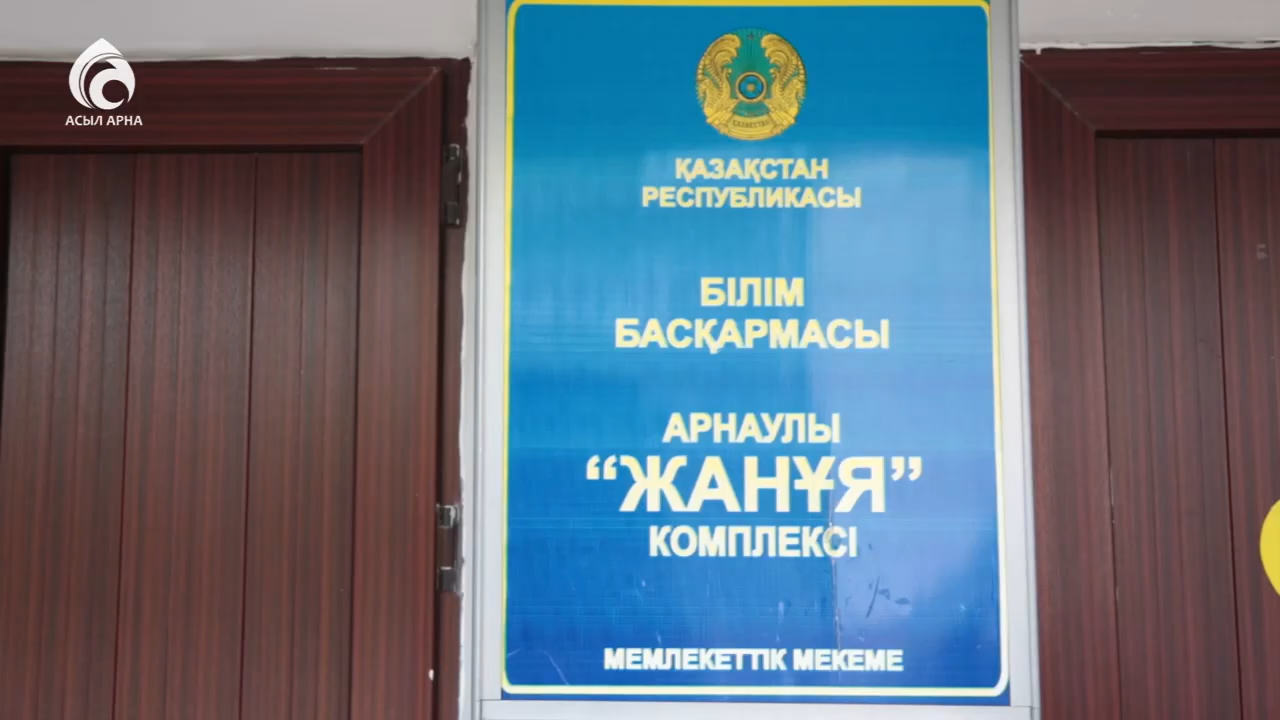 АСЫЛ АРНА
ҚАЗАҚСТАН
РЕСПУБЛИКАСЫ
БІЛІМ
БАСҚАРМАСЫ
АРНАУЛЫ
“ЖАНҰЯ”
КОМПЛЕКСІ
МЕМЛЕКЕТТІК МЕКЕМЕ